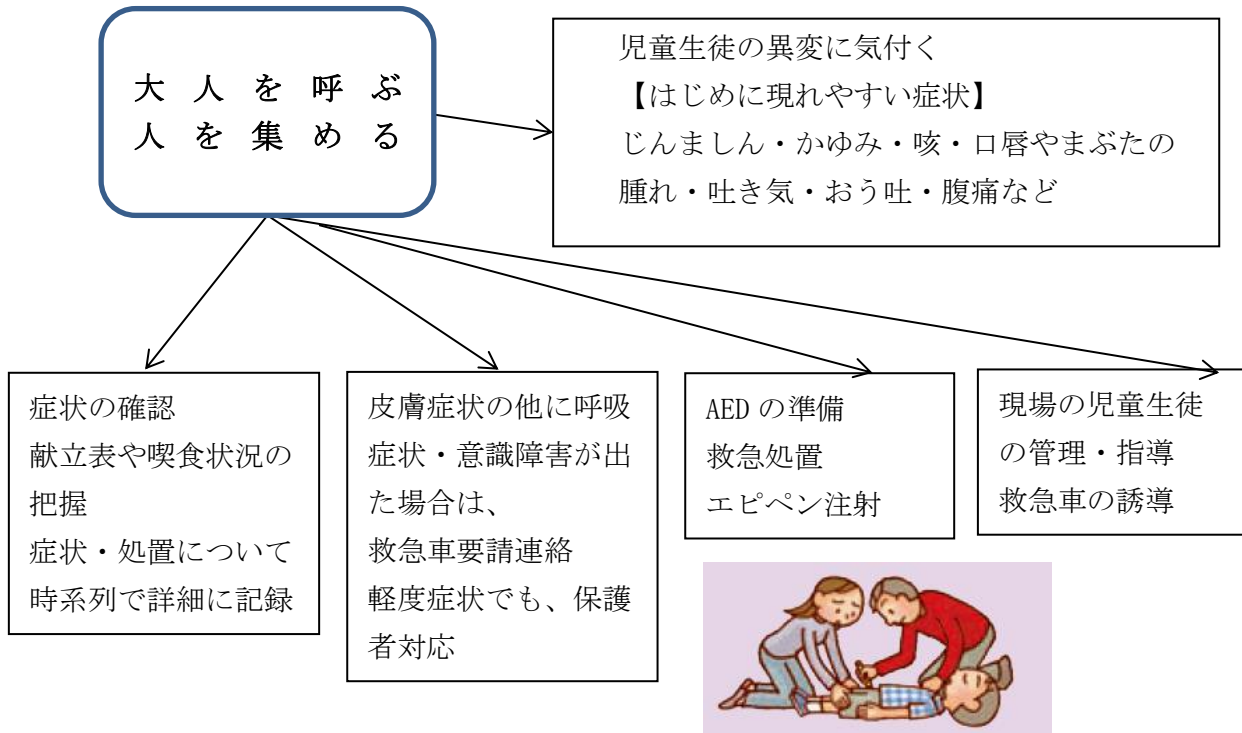 大人を呼ぶ
人を集める
児童生徒の異変に気付く
【はじめに現れやすい症状】
じんましん・かゆみ・咳・口唇やまぶたの
腫れ・吐き気・おう吐・腹痛など
症状の確認
献立表や喫食状況の
把握
症状・処置について
時系列で詳細に記録
皮膚症状の他に呼吸
症状・意識障害が出
た場合は、
救急車要請連絡
軽度症状でも、保護
者対応
AEDの準備
救急処置
エピペン注射
現場の児童生徒
の管理・指導
救急車の誘導